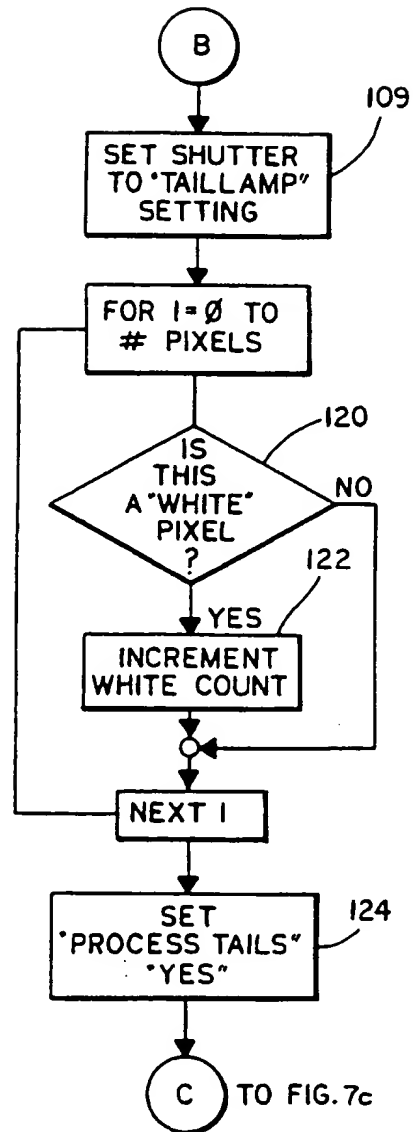 B
109
SET SHUTTER
TO "TAILLAMP"
SETTING
FOR I=Ø TO
# PIXELS
120
IS
THIS
A "WHITE"
PIXEL
?
NO
122
YES
INCREMENT
WHITE COUNT
NEXT I
124
SET
"PROCESS TAILS"
"YES"
C TO FIG. 7c